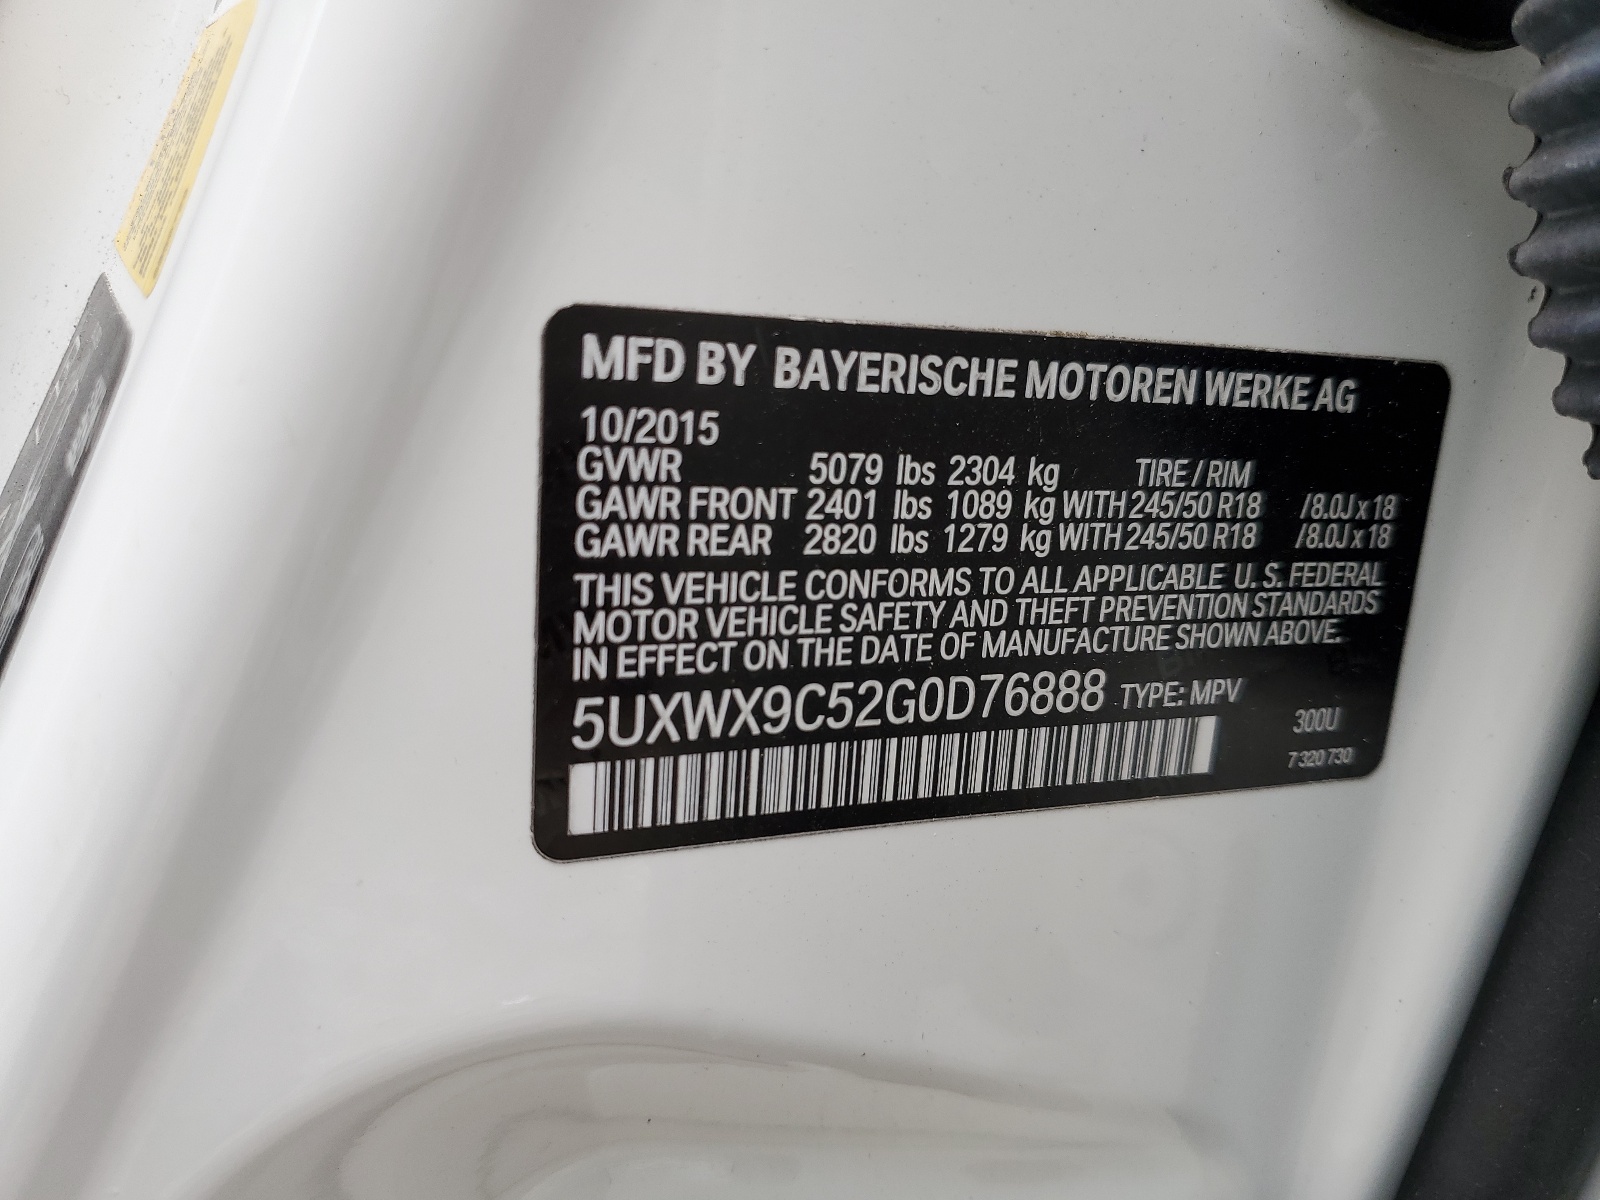 MFD BY BAYERISCHE MOTOREN WERKE AG
10/2015
GVWR 5079 lbs 2304 kg TIRE / RIM
GAWR FRONT 2401 lbs 1089 kg WITH 245/50 R18 /8.0J x 18
GAWR REAR 2820 lbs 1279 kg WITH 245/50 R18 /8.0J x 18
THIS VEHICLE CONFORMS TO ALL APPLICABLE U. S. FEDERAL
MOTOR VEHICLE SAFETY AND THEFT PREVENTION STANDARDS
IN EFFECT ON THE DATE OF MANUFACTURE SHOWN ABOVE.
5UXWX9C52G0D76888 TYPE: MPV
300U
7 320 730